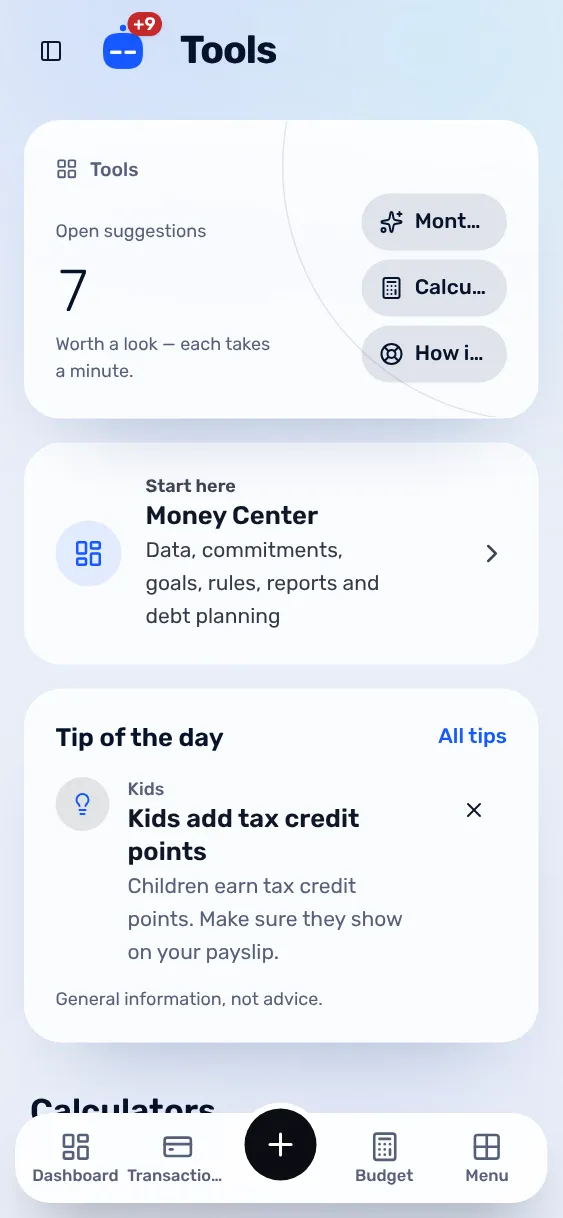 +9
Tools
Tools
Open suggestions
7
Worth a look — each takes
a minute.
Mont...
Calcu...
How i...
Start here
Money Center
Data, commitments,
goals, rules, reports and
debt planning
Tip of the day
All tips
Kids
Kids add tax credit
points
Children earn tax credit
points. Make sure they show
on your payslip.
General information, not advice.
Calculators
Dashboard
Transactio...
Budget
Menu